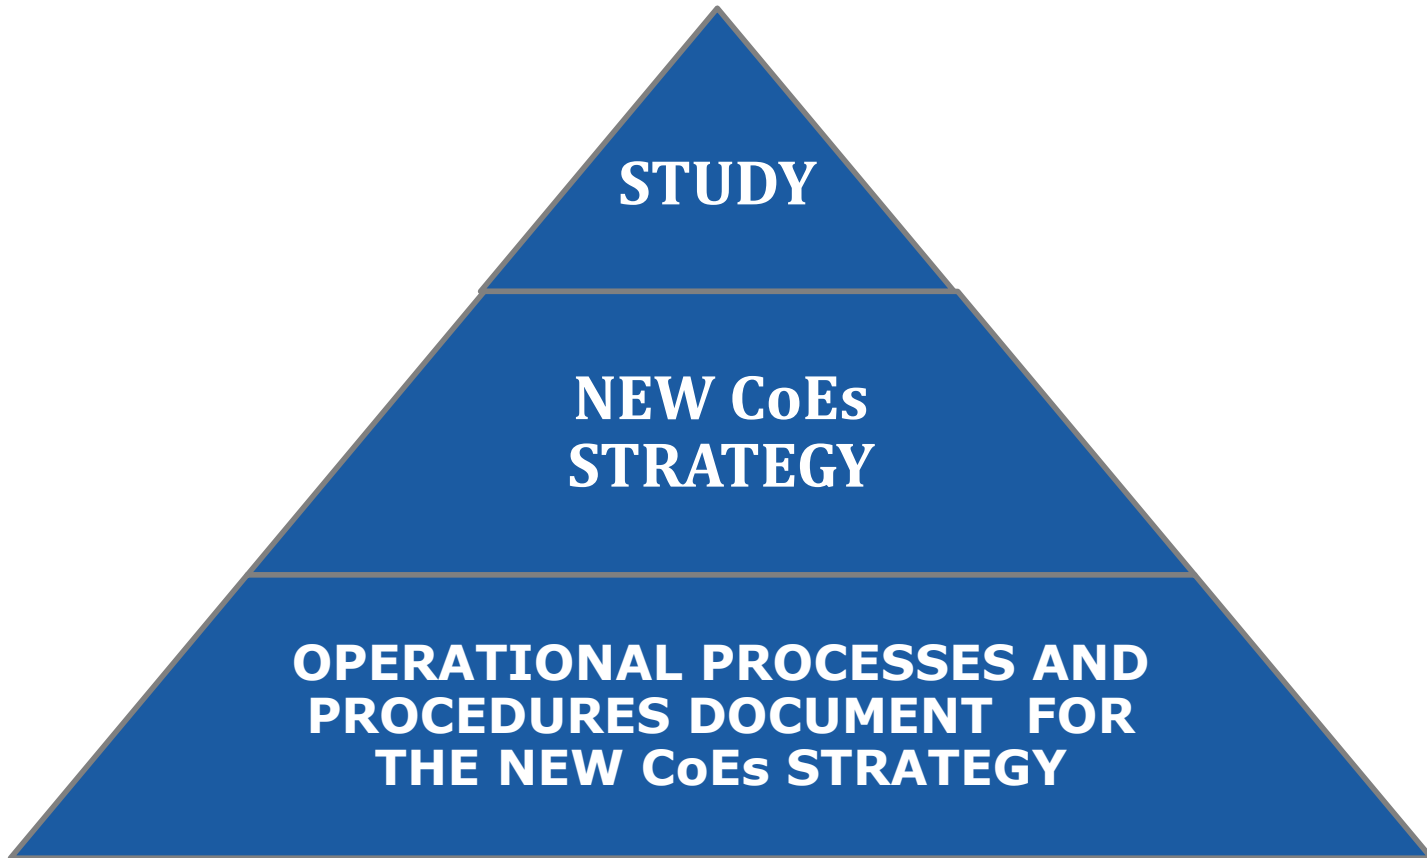 STUDY
NEW CoEs
STRATEGY
OPERATIONAL PROCESSES AND
PROCEDURES DOCUMENT  FOR
THE NEW CoEs STRATEGY